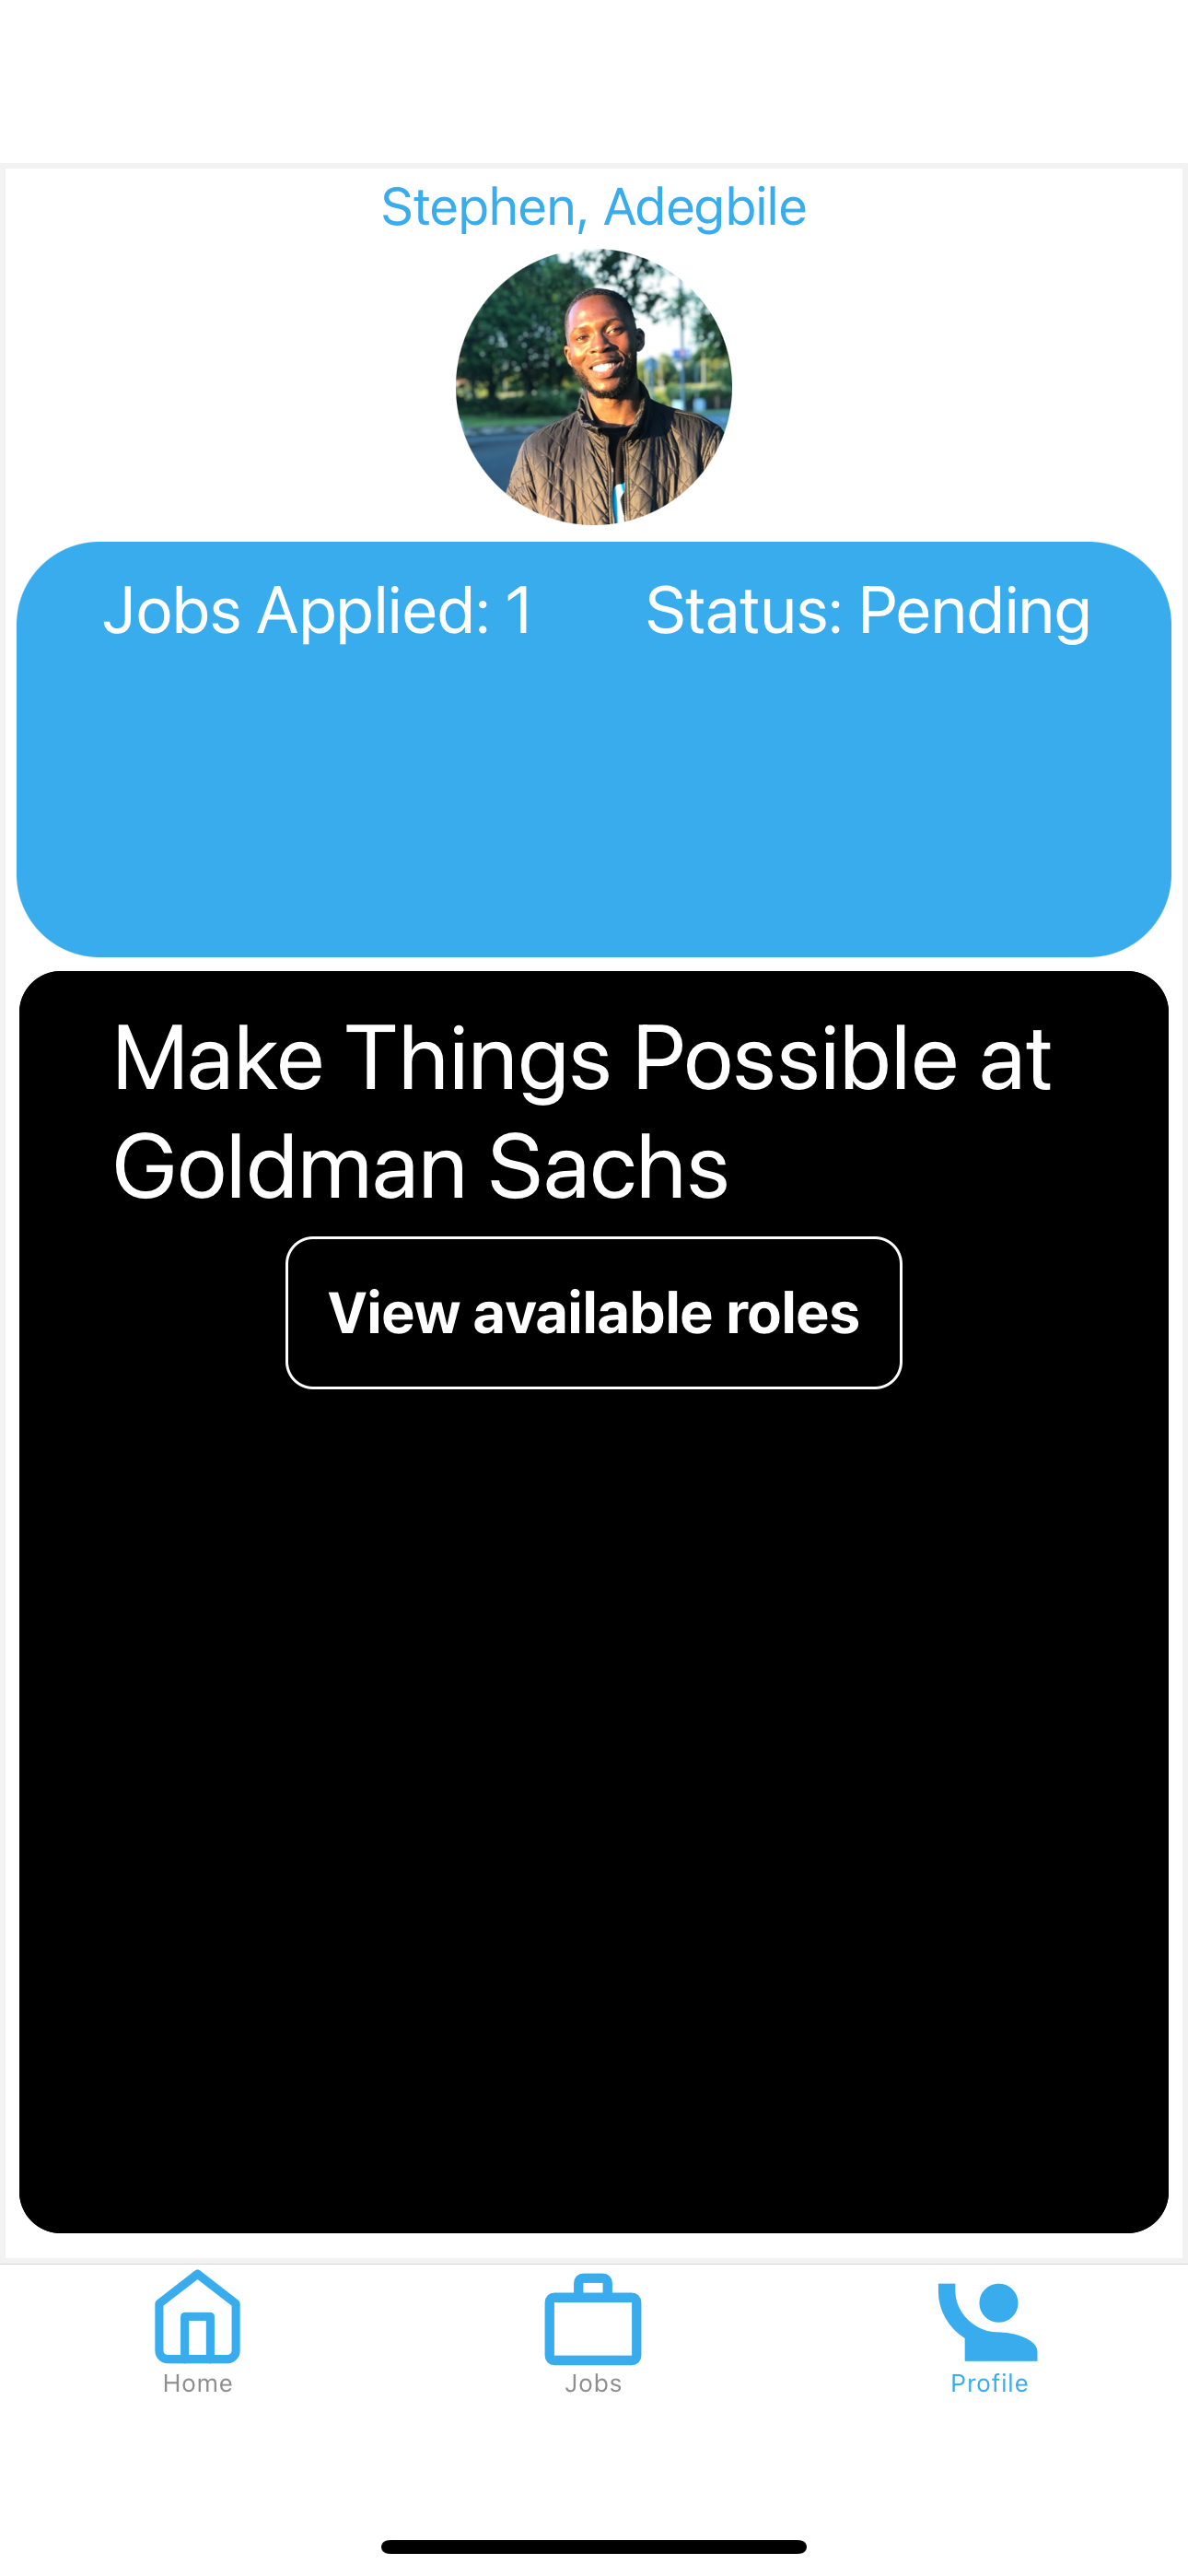 Stephen, Adegbile
Jobs Applied: 1 Status: Pending
Make Things Possible at
Goldman Sachs
View available roles
Home Jobs Profile